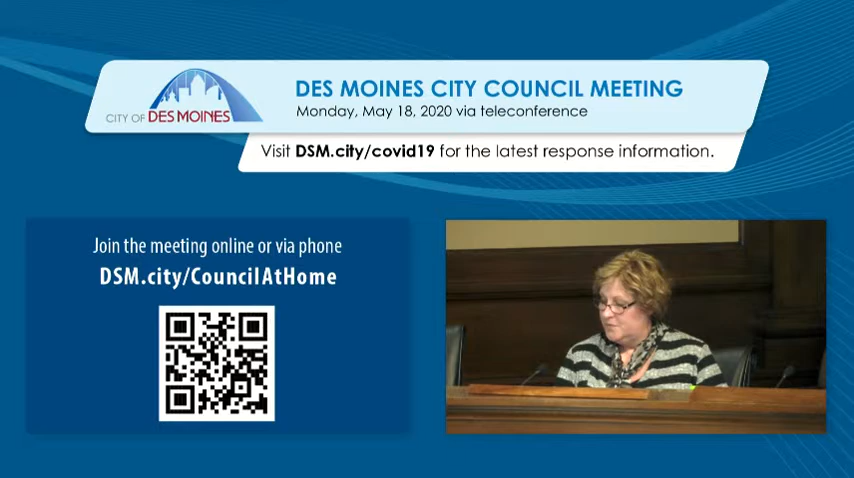 CITY OF DES MOINES
DES MOINES CITY COUNCIL MEETING
Monday, May 18, 2020 via teleconference
Visit DSM.city/covid19 for the latest response information.
Join the meeting online or via phone
DSM.city/CouncilAtHome